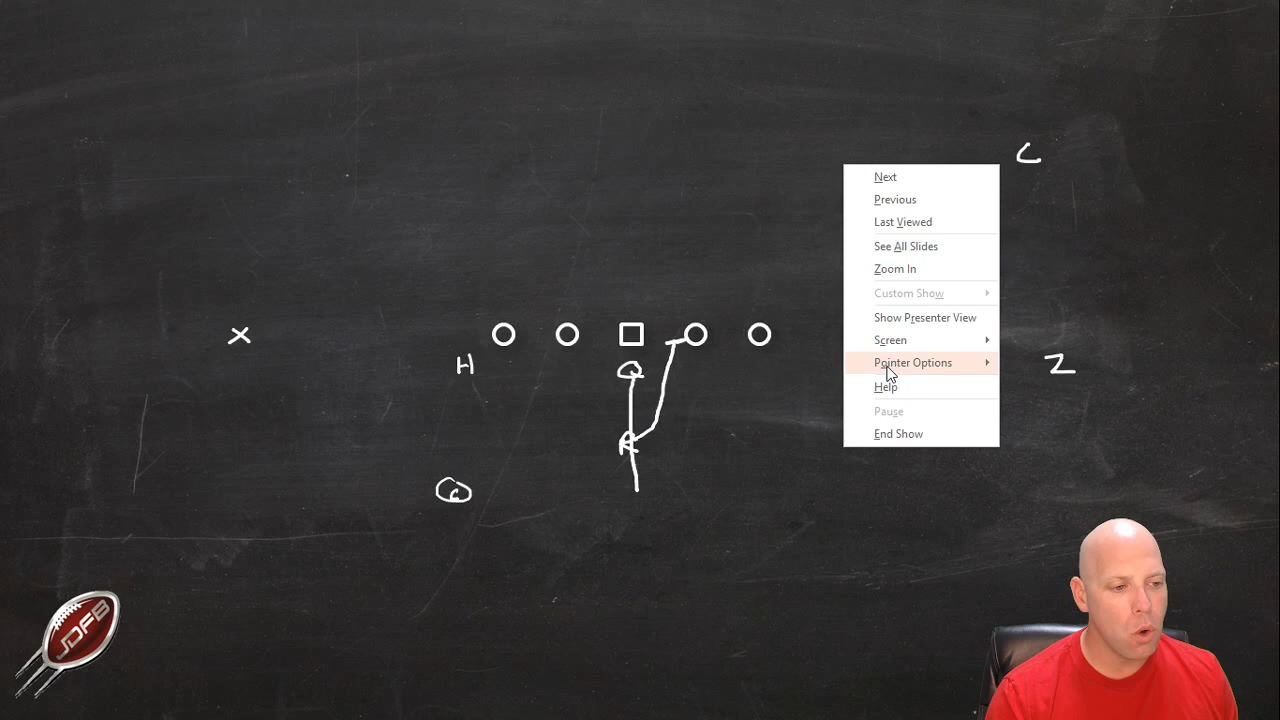 C
Next
Previous
Last Viewed
See All Slides
Zoom In
Custom Show
Show Presenter View
Screen
Pointer Options
Help
Pause
End Show
X
H
Q
Z
R
C
JDFB